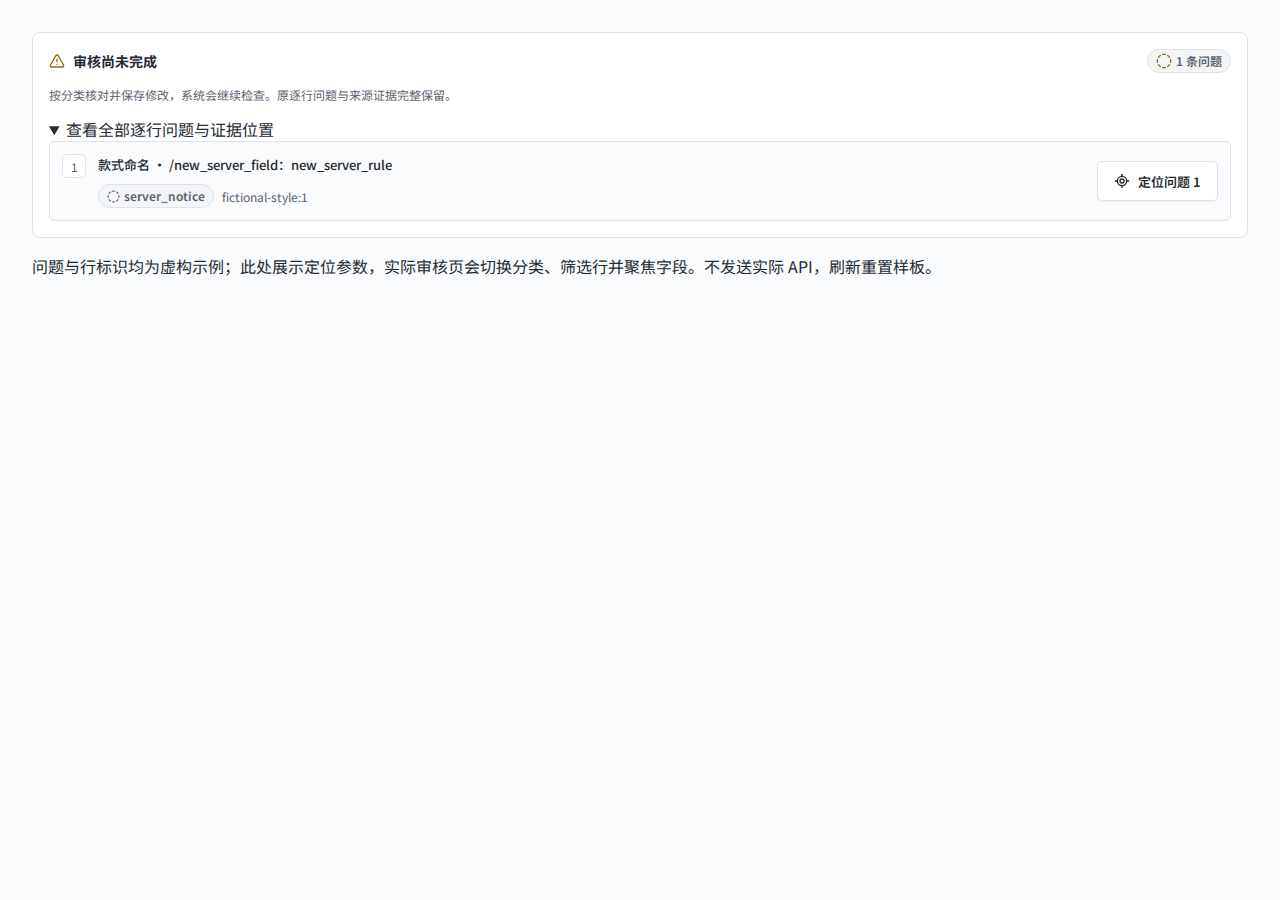 审核尚未完成
1 条问题
按分类核对并保存修改，系统会继续检查。原逐行问题与来源证据完整保留。
▼ 查看全部逐行问题与证据位置
1
款式命名 · /new_server_field：new_server_rule
定位问题 1
server_notice fictional-style:1
问题与行标识均为虚构示例；此处展示定位参数，实际审核页会切换分类、筛选行并聚焦字段。不发送实际 API，刷新重置样板。